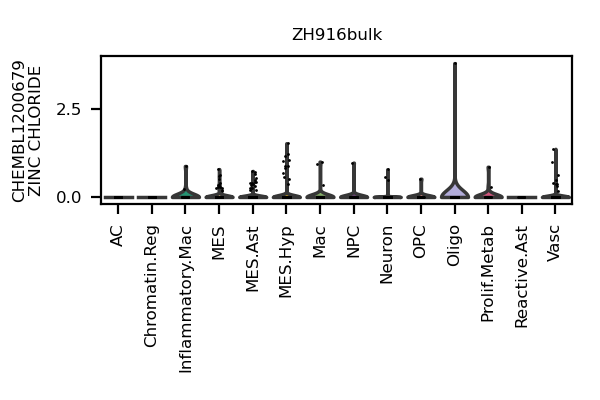 ZH916bulk
CHEMBL1200679
ZINC CHLORIDE
2.5
0.0
AC
Chromatin.Reg
Inflammatory.Mac
MES
MES.Ast
MES.Hyp
Mac
NPC
Neuron
OPC
Oligo
Prolif.Metab
Reactive.Ast
Vasc